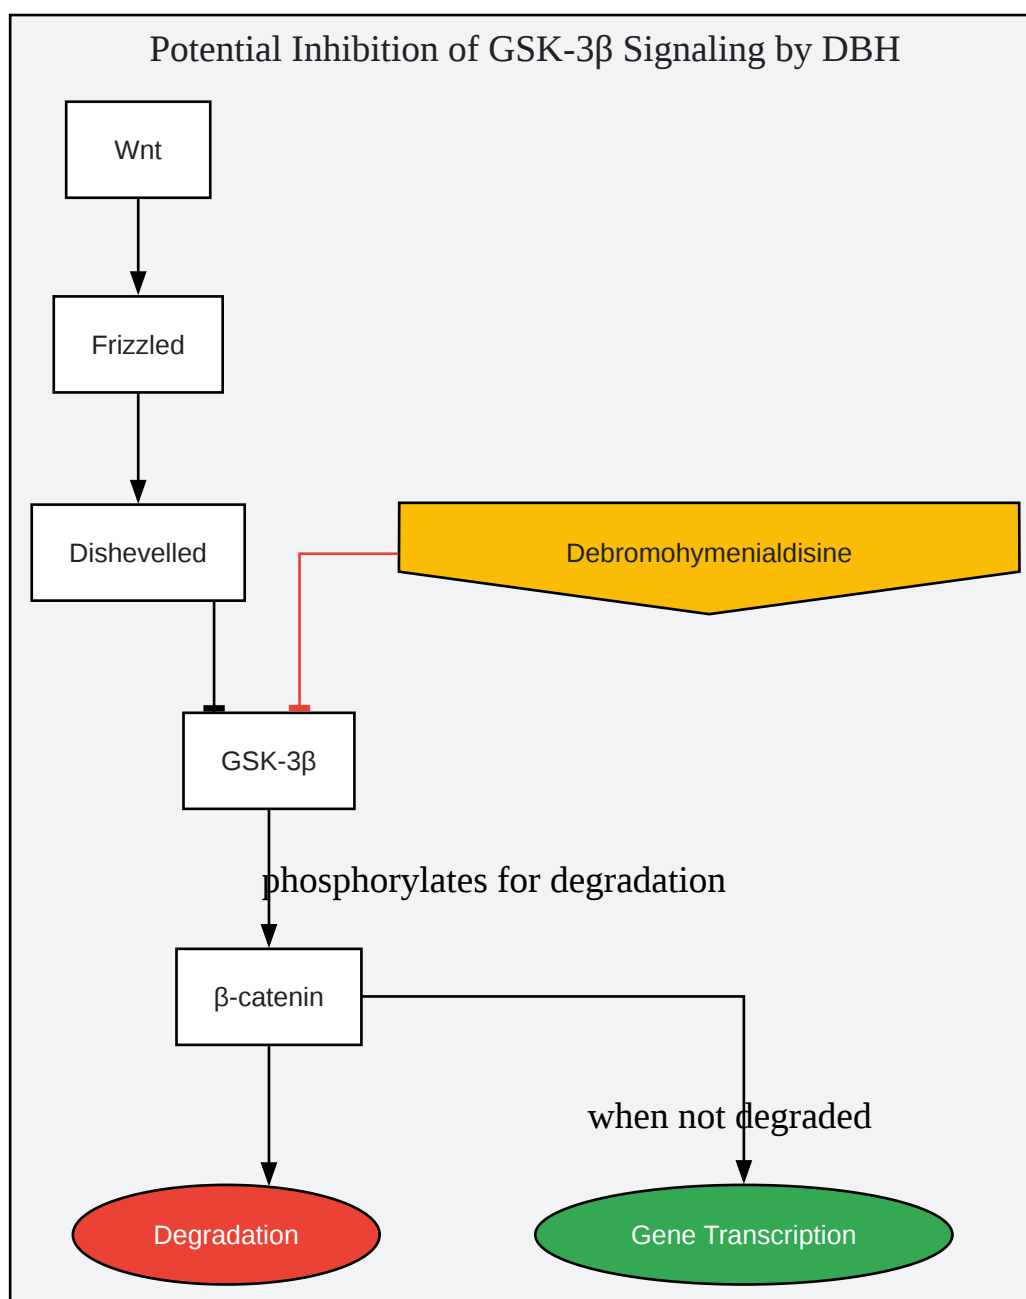 Potential Inhibition of GSK-3β Signaling by DBH
Wnt
Frizzled
Dishevelled
Debromohymenialdisine
GSK-3β
phosphorylates for degradation
β-catenin
when not degraded
Degradation
Gene Transcription